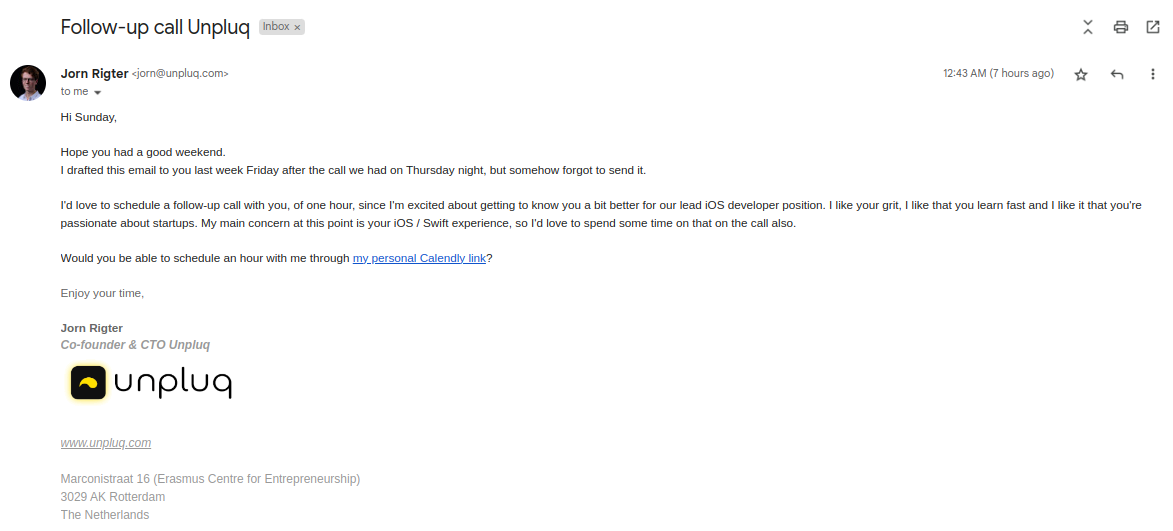 Follow-up call Unpluq Inbox ×
Jorn Rigter <jorn@unpluq.com> 12:43 AM (7 hours ago)
to me
Hi Sunday,
Hope you had a good weekend.
I drafted this email to you last week Friday after the call we had on Thursday night, but somehow forgot to send it.
I'd love to schedule a follow-up call with you, of one hour, since I'm excited about getting to know you a bit better for our lead iOS developer position. I like your grit, I like that you learn fast and I like it that you're
passionate about startups. My main concern at this point is your iOS / Swift experience, so I'd love to spend some time on that on the call also.
Would you be able to schedule an hour with me through my personal Calendly link?
Enjoy your time,
Jorn Rigter
Co-founder & CTO Unpluq
unpluq
www.unpluq.com
Marconistraat 16 (Erasmus Centre for Entrepreneurship)
3029 AK Rotterdam
The Netherlands